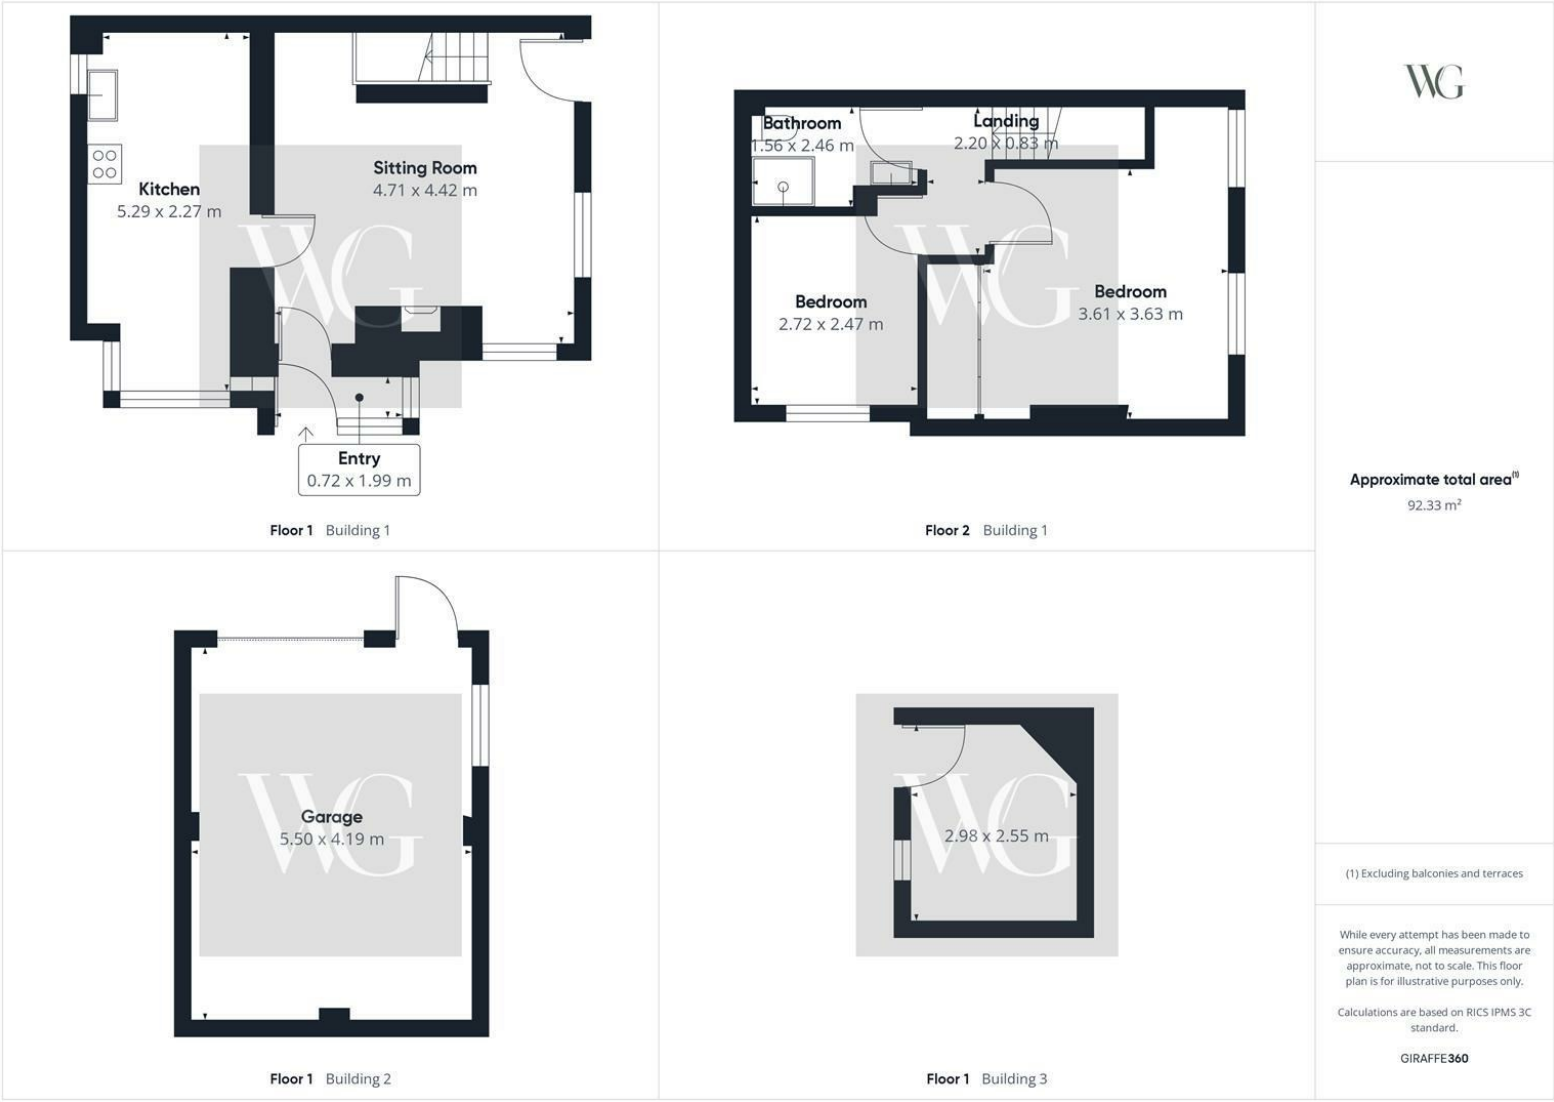 Kitchen
5.29 x 2.27 m
Sitting Room
4.71 x 4.42 m
WG
Entry
0.72 x 1.99 m
Floor 1 Building 1
Bathroom
1.56 x 2.46 m
Landing
2.20 x 0.83 m
Bedroom
2.72 x 2.47 m
Bedroom
3.61 x 3.63 m
WG
Floor 2 Building 1
Garage
5.50 x 4.19 m
WG
Floor 1 Building 2
2.98 x 2.55 m
WG
Floor 1 Building 3
WG
Approximate total area(1)
92.33 m²
(1) Excluding balconies and terraces
While every attempt has been made to
ensure accuracy, all measurements are
approximate, not to scale. This floor
plan is for illustrative purposes only.
Calculations are based on RICS IPMS 3C
standard.
GIRAFFE360